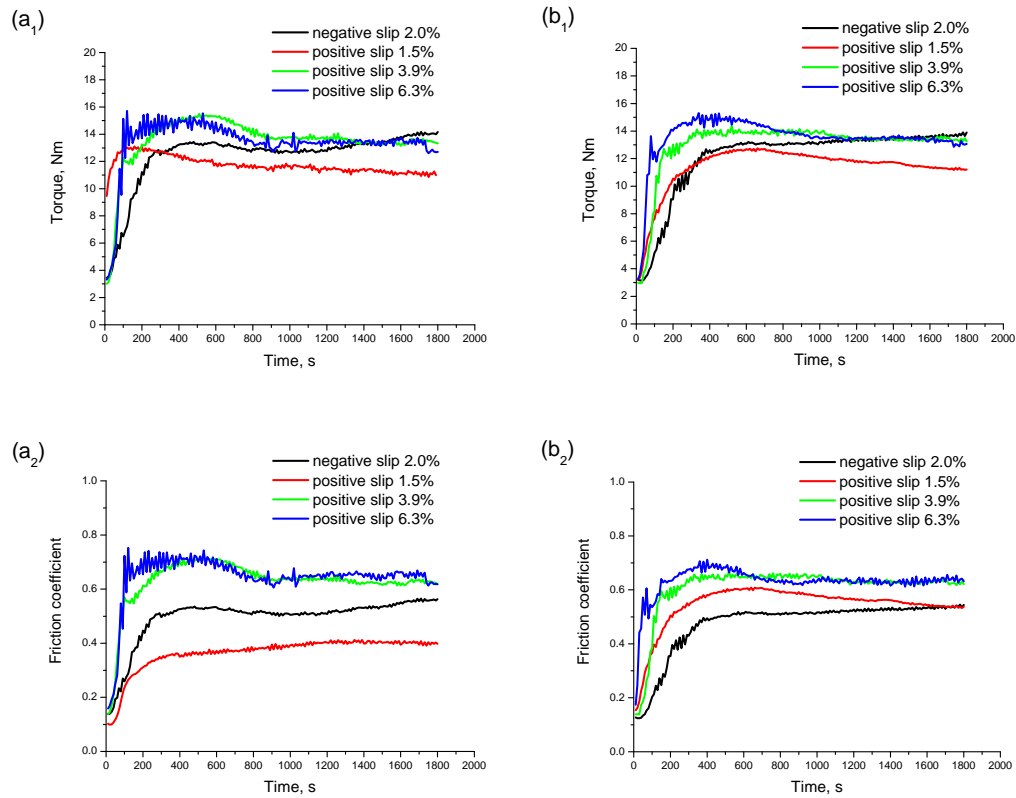 (a1)
negative slip 2.0%
positive slip 1.5%
positive slip 3.9%
positive slip 6.3%
20
18
16
14
12
10
8
6
4
2
0
Torque, Nm
0 200 400 600 800 1000 1200 1400 1600 1800 2000
Time, s
(b1)
negative slip 2.0%
positive slip 1.5%
positive slip 3.9%
positive slip 6.3%
20
18
16
14
12
10
8
6
4
2
0
Torque, Nm
0 200 400 600 800 1000 1200 1400 1600 1800 2000
Time, s
(a2)
negative slip 2.0%
positive slip 1.5%
positive slip 3.9%
positive slip 6.3%
1.0
0.8
0.6
0.4
0.2
0.0
Friction coefficient
0 200 400 600 800 1000 1200 1400 1600 1800 2000
Time, s
(b2)
negative slip 2.0%
positive slip 1.5%
positive slip 3.9%
positive slip 6.3%
1.0
0.8
0.6
0.4
0.2
0.0
Friction coefficient
0 200 400 600 800 1000 1200 1400 1600 1800 2000
Time, s